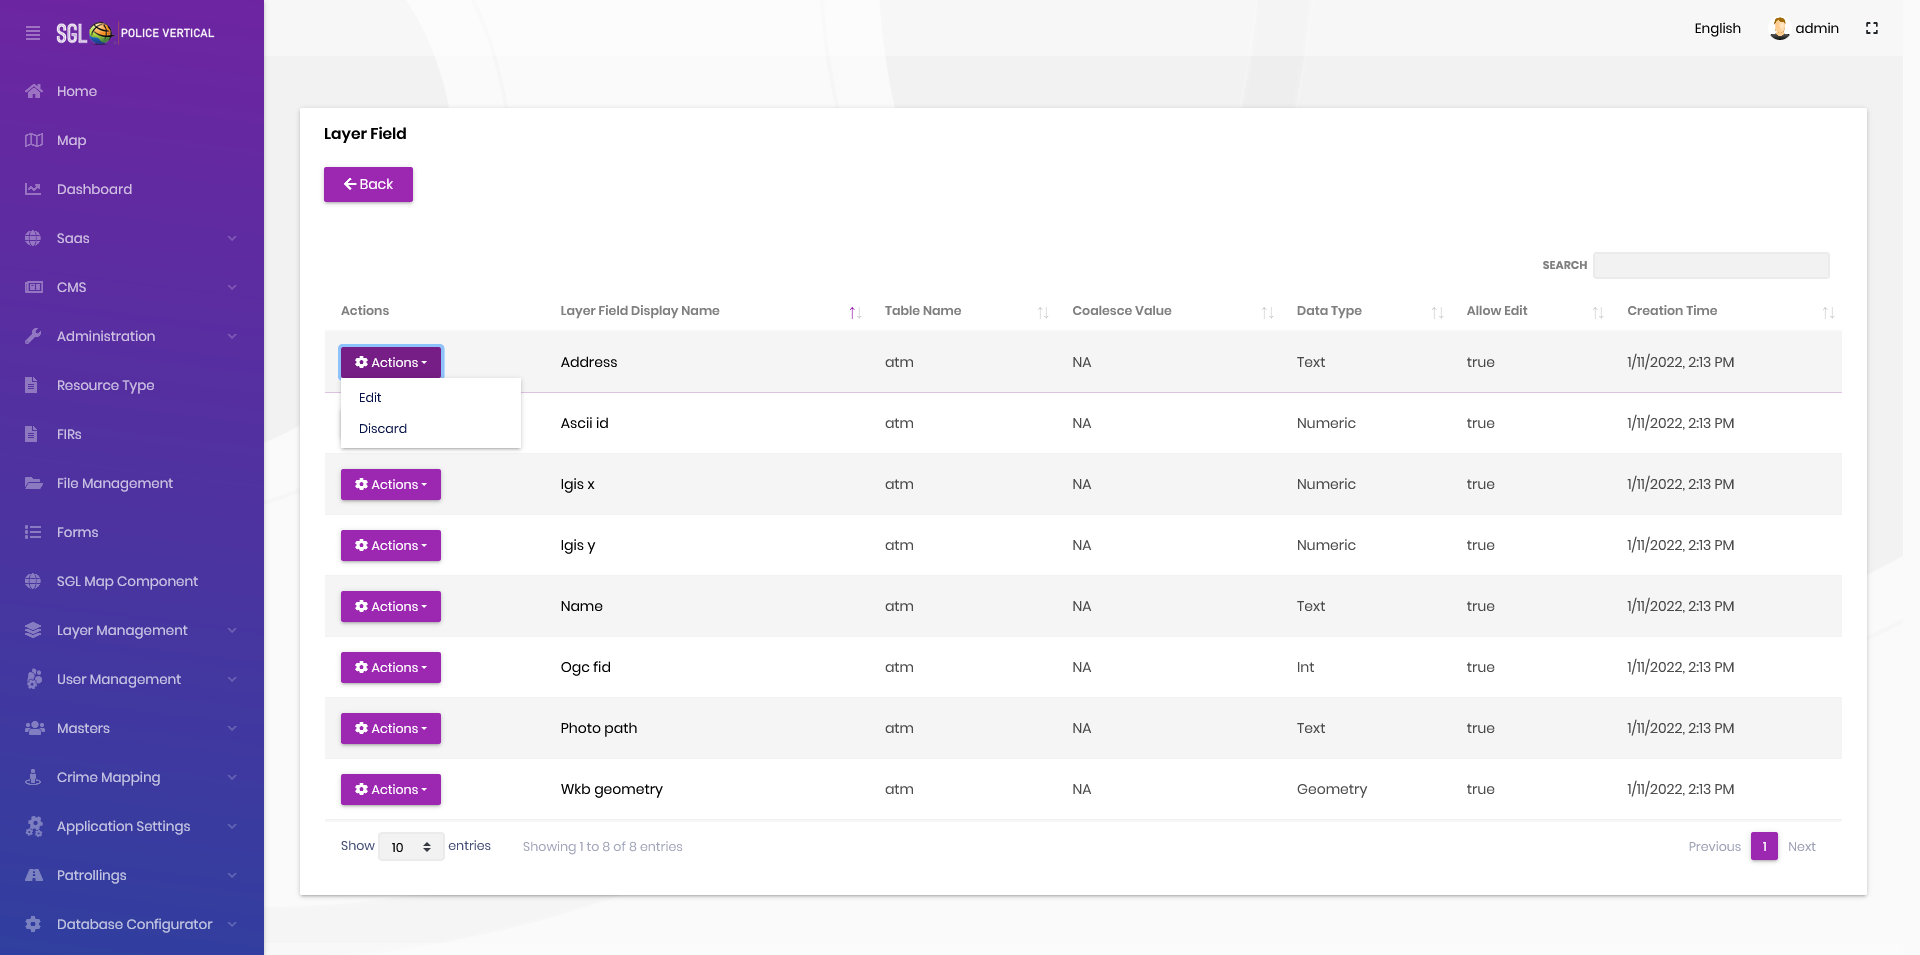 SGL POLICE VERTICAL
English admin
Home
Map
Dashboard
Saas
CMS
Administration
Resource Type
FIRs
File Management
Forms
SGL Map Component
Layer Management
User Management
Masters
Crime Mapping
Application Settings
Patrollings
Database Configurator
Layer Field
Back
SEARCH
Actions Layer Field Display Name Table Name Coalesce Value Data Type Allow Edit Creation Time
Actions Address atm NA Text true 1/11/2022, 2:13 PM
Edit
Discard
Ascii id atm NA Numeric true 1/11/2022, 2:13 PM
Actions Igis x atm NA Numeric true 1/11/2022, 2:13 PM
Actions Igis y atm NA Numeric true 1/11/2022, 2:13 PM
Actions Name atm NA Text true 1/11/2022, 2:13 PM
Actions Ogc fid atm NA Int true 1/11/2022, 2:13 PM
Actions Photo path atm NA Text true 1/11/2022, 2:13 PM
Actions Wkb geometry atm NA Geometry true 1/11/2022, 2:13 PM
Show 10 entries Showing 1 to 8 of 8 entries Previous 1 Next